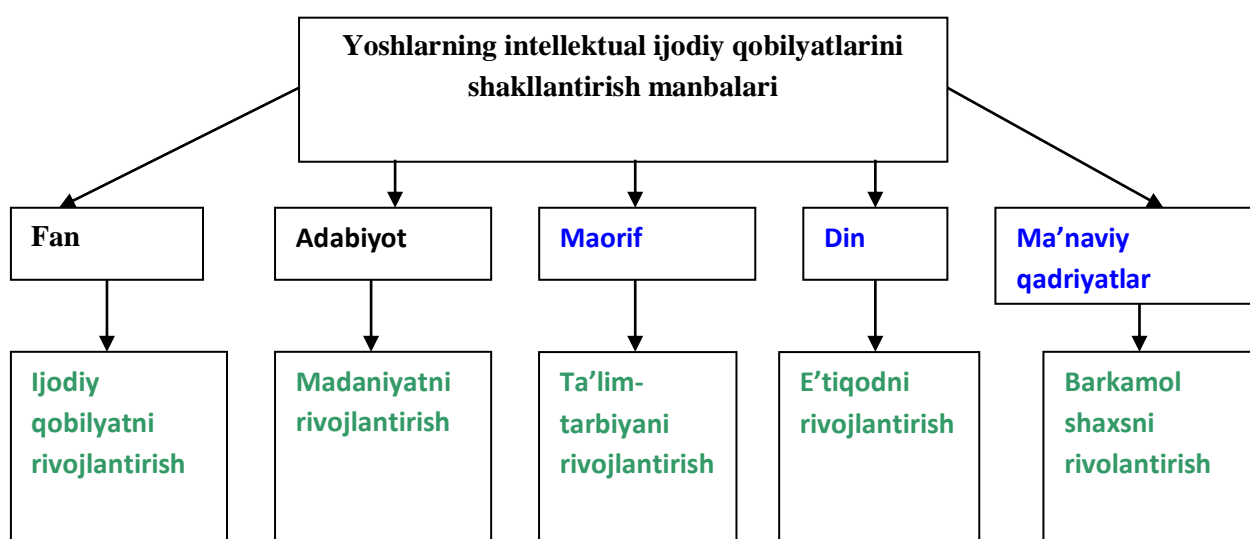 Yoshlarning intellektual ijodiy qobilyatlarini
shakllantirish manbalari
Fan
Adabiyot
Maorif
Din
Ma’naviy
qadriyatlar
Ijodiy
qobilyatni
rivojlantirish
Madaniyatni
rivojlantirish
Ta’lim-
tarbiyani
rivojlantirish
E’tiqodni
rivojlantirish
Barkamol
shaxsni
rivolantirish